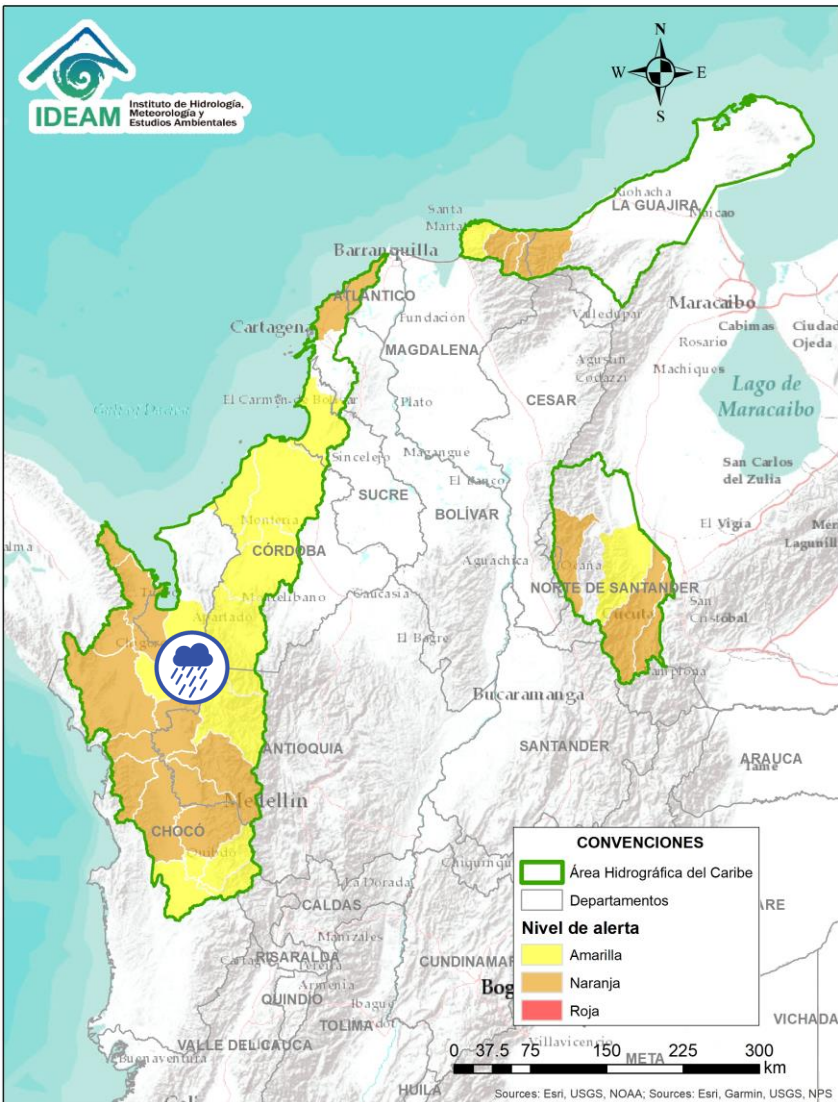 IDEAM
Instituto de Hidrología,
Meteorología y
Estudios Ambientales
N
W
E
S
Riohacha
LA GUAJIRA
Maicao
Santa
Marta
Barranquilla
ATLÁNTICO
Maracaibo
Cartagena
Fundación
Valledupar
Cabimas
Ciudad
Ojeda
Rosario
MAGDALENA
Machiques
Agustín
Codazzi
Lago de
Maracaibo
El Carmen de Bolívar
Plato
CESAR
Sincelejo
Magangué
San Carlos
del Zulia
El Banco
SUCRE
BOLÍVAR
Montería
El Vigía
CÓRDOBA
Aguachica
Ocaña
NORTE DE SANTANDER
Montelibano
Caucasia
Apartadó
Cúcuta
San
Cristóbal
El Bagre
Pamplona
Bucaramanga
ANTIOQUIA
SANTANDER
ARAUCA
Tame
Medellín
CHOCÓ
Quibdó
La Dorada
CALDAS
Manizales
RISARALDA
Pereira
Armenia
QUINDÍO
Ibagué
TOLIMA
VALLE DEL CAUCA
Buenaventura
Villavicencio
META
VICHADA
HUILA
CONVENCIONES
Área Hidrográfica del Caribe
Departamentos
Nivel de alerta
Amarilla
Naranja
Roja
0 37.5 75 150 225 300
km
Sources: Esri, USGS, NOAA; Sources: Esri, Garmin, USGS, NPS